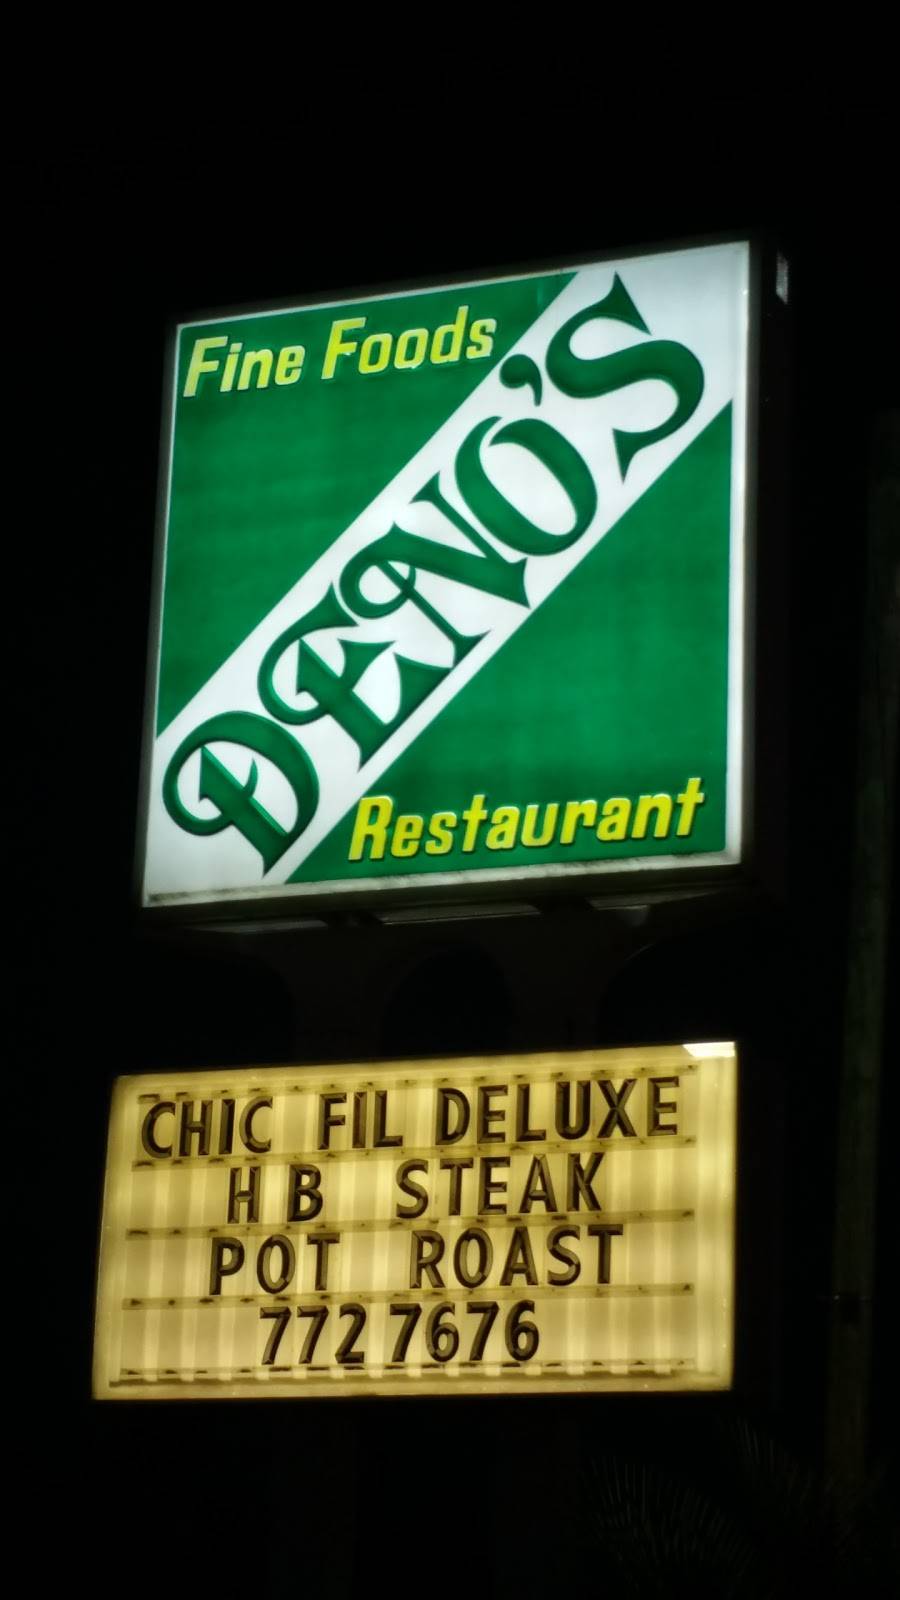 Fine Foods
DENO'S
Restaurant
CHIC FIL DELUXE
H B STEAK
POT ROAST
772 7676